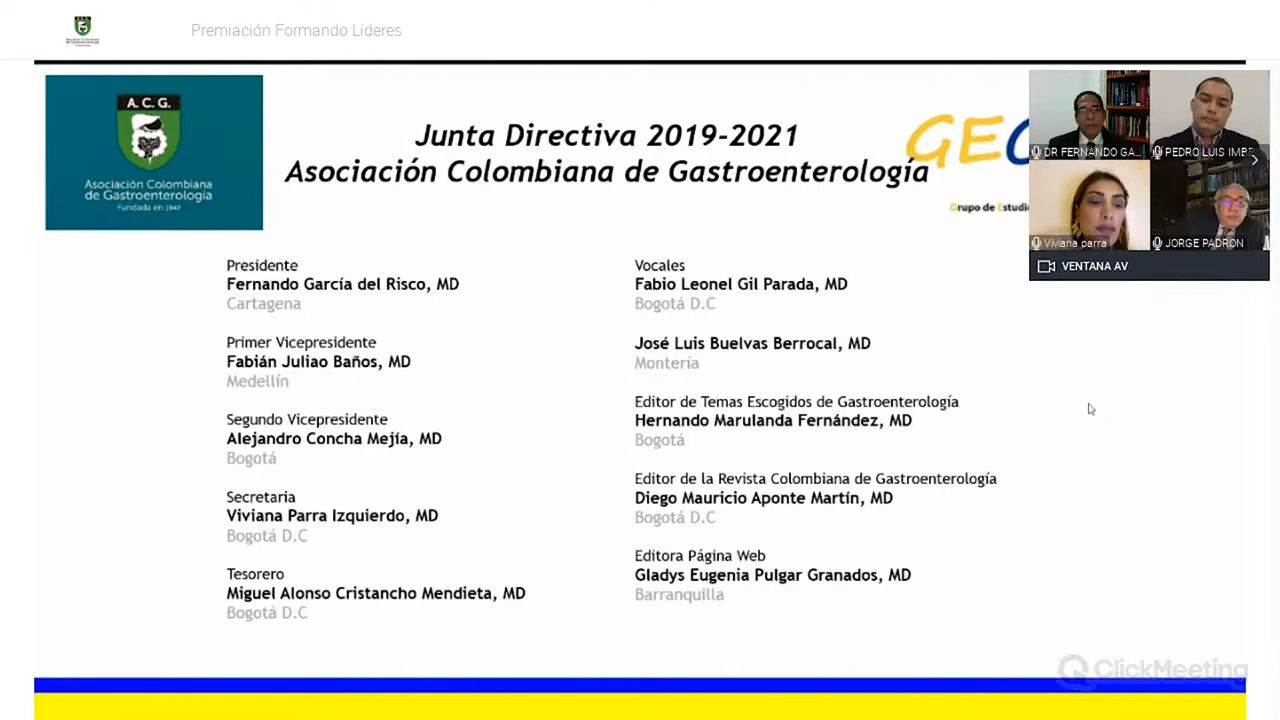 Premiación Formando Líderes
A.C.G.
Asociación Colombiana
de Gastroenterología
Fundada en 1947
Junta Directiva 2019-2021
Asociación Colombiana de Gastroenterología
GE
Grupo de
DR FERNANDO GA...
PEDRO LUIS
Viviana parra
JORGE PADRON
VENTANA AV
Presidente
Fernando García del Risco, MD
Cartagena
Primer Vicepresidente
Fabián Juliao Baños, MD
Medellín
Segundo Vicepresidente
Alejandro Concha Mejía, MD
Bogotá
Secretaria
Viviana Parra Izquierdo, MD
Bogotá D.C
Tesorero
Miguel Alonso Cristancho Mendieta, MD
Bogotá D.C
Vocales
Fabio Leonel Gil Parada, MD
Bogotá D.C
José Luis Buelvas Berrocal, MD
Montería
Editor de Temas Escogidos de Gastroenterología
Hernando Marulanda Fernández, MD
Bogotá
Editor de la Revista Colombiana de Gastroenterología
Diego Mauricio Aponte Martín, MD
Bogotá D.C
Editora Página Web
Gladys Eugenia Pulgar Granados, MD
Barranquilla
ClickMeeting